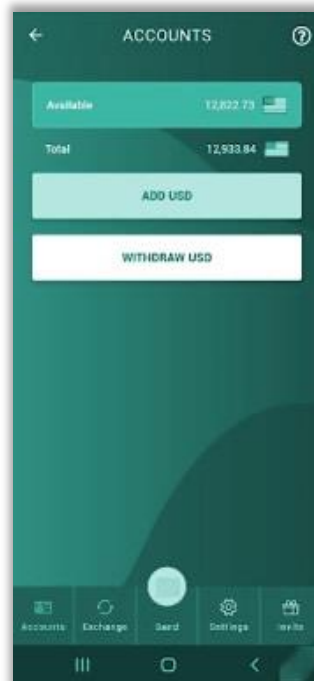 ACCOUNTS
Available 12,822.73
Total 12,933.84
ADD USD
WITHDRAW USD
Accounts Exchange Send Settings Invite